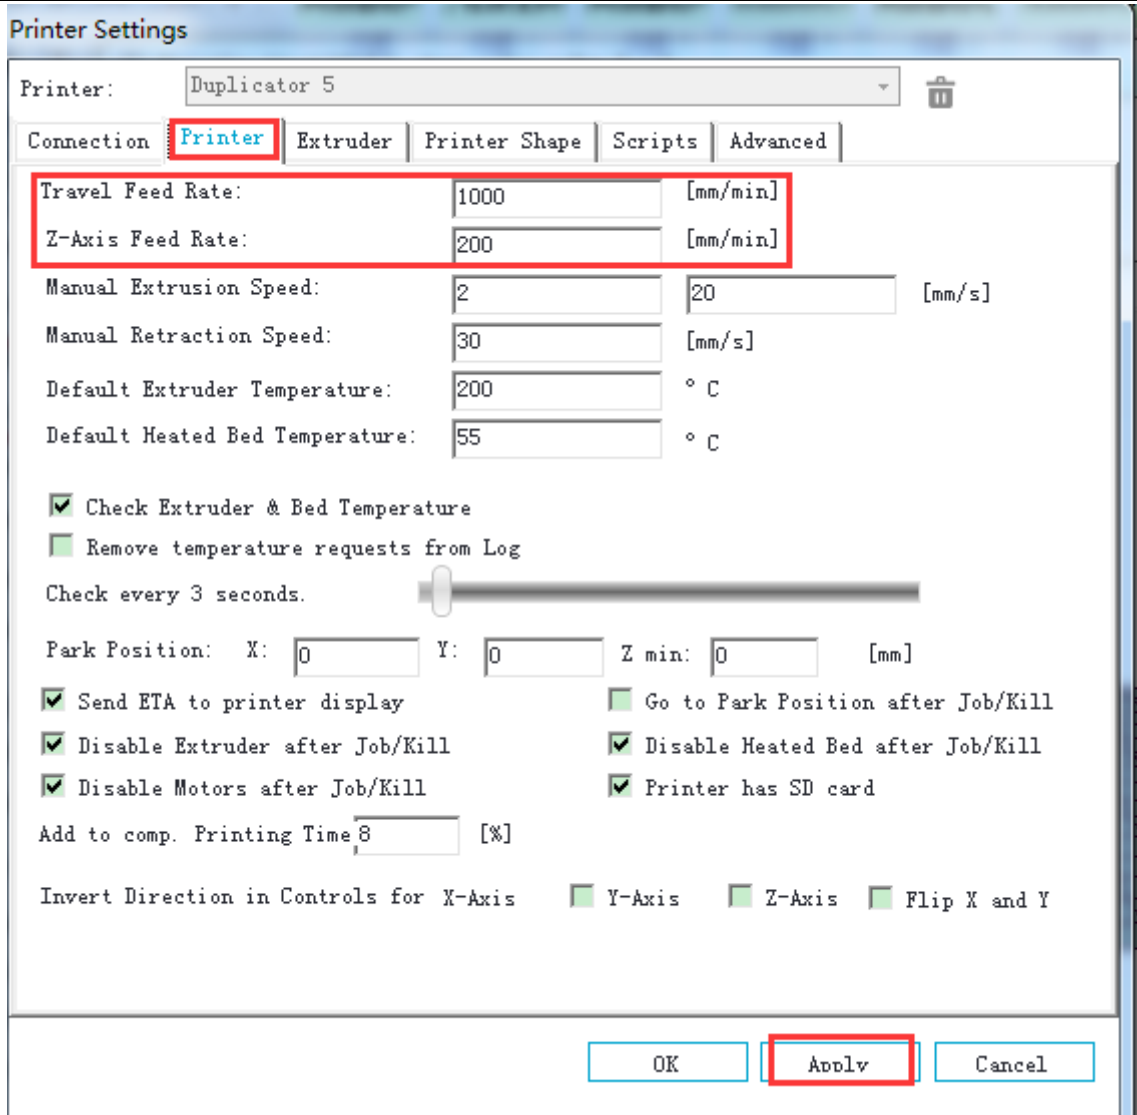 Printer Settings
Printer: Duplicator 5
Connection Printer Extruder Printer Shape Scripts Advanced
Travel Feed Rate: 1000 [mm/min]
Z-Axis Feed Rate: 200 [mm/min]
Manual Extrusion Speed: 2 20 [mm/s]
Manual Retraction Speed: 30 [mm/s]
Default Extruder Temperature: 200 ° C
Default Heated Bed Temperature: 55 ° C
Check Extruder & Bed Temperature
Remove temperature requests from Log
Check every 3 seconds.
Park Position: X: 0 Y: 0 Z min: 0 [mm]
Send ETA to printer display Go to Park Position after Job/Kill
Disable Extruder after Job/Kill Disable Heated Bed after Job/Kill
Disable Motors after Job/Kill Printer has SD card
Add to comp. Printing Time 8 [%]
Invert Direction in Controls for X-Axis Y-Axis Z-Axis Flip X and Y
OK Apply Cancel